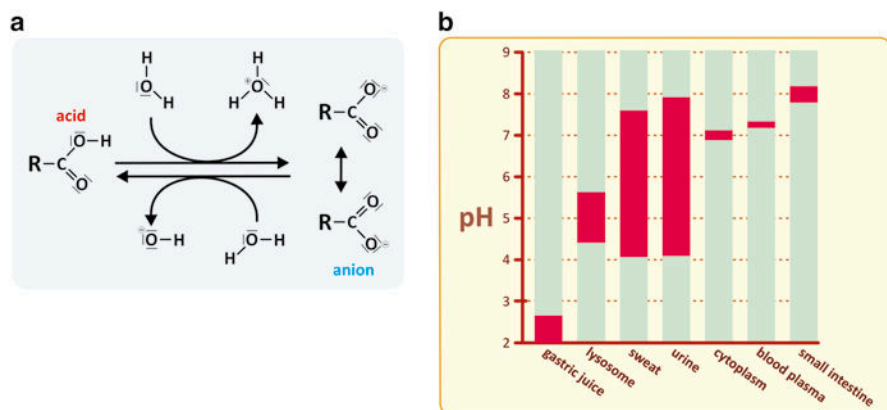 a
b
H
O
H
H
O
H
H
O
R
C
O
acid
O
H
R
C
O
O
H
O
H
H
O
R
C
O
anion
pH
9
8
7
6
5
4
3
2
gastric juice
lysosome
sweat
urine
cytoplasm
blood plasma
small intestine